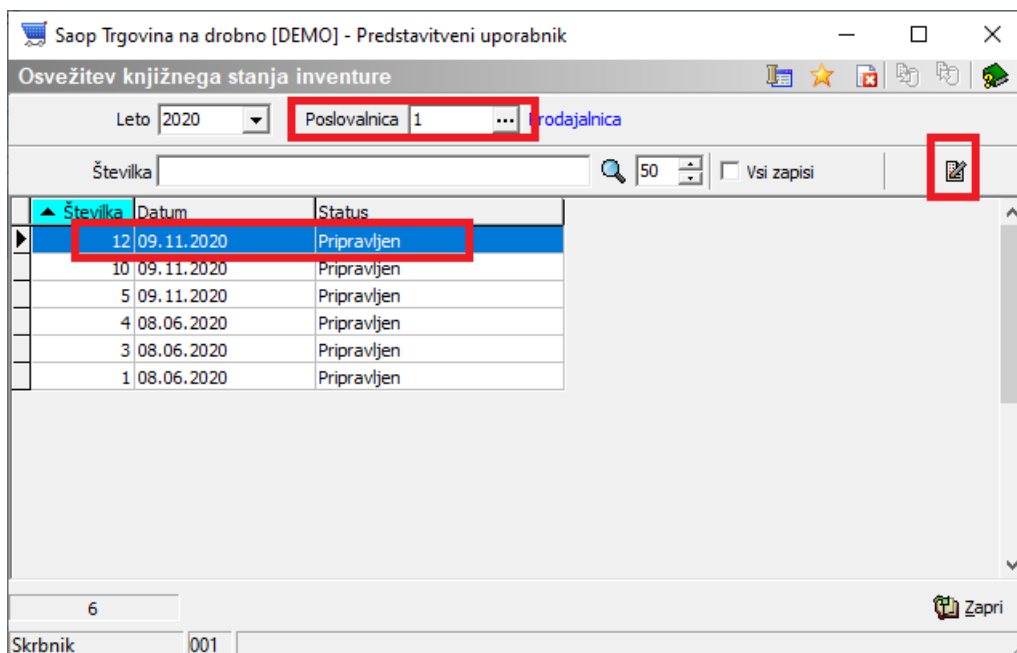 Saop Trgovina na drobno [DEMO] - Predstavitveni uporabnik
Osvežitev knjižnega stanja inventure
Leto 2020 Poslovalnica 1 ... Prodajalnica
Številka 50 Vsi zapisi
Številka Datum Status
12 09.11.2020 Pripravljen
10 09.11.2020 Pripravljen
5 09.11.2020 Pripravljen
4 08.06.2020 Pripravljen
3 08.06.2020 Pripravljen
1 08.06.2020 Pripravljen
6 Zapri
Skrbnik 001